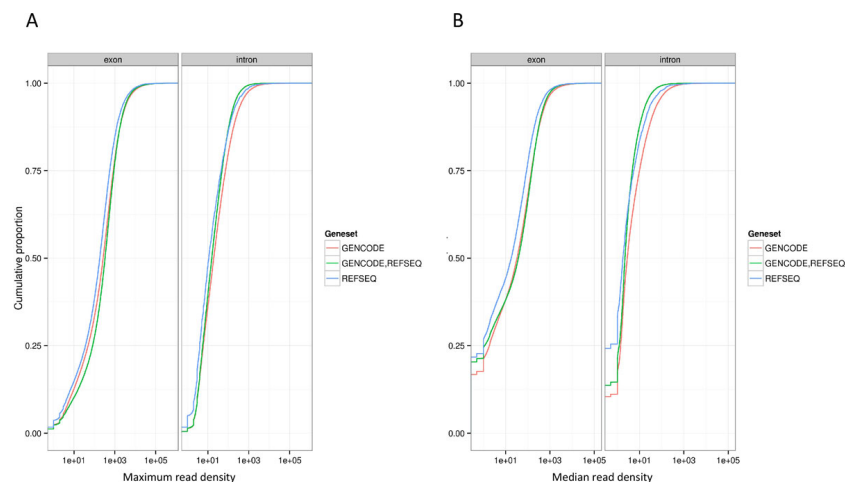 A
B
exon
intron
exon
intron
1.00
0.75
0.50
0.25
0.00
Cumulative proportion
1e+01
1e+03
1e+05
1e+01
1e+03
1e+05
Maximum read density
Geneset
GENCODE
GENCODE,REFSEQ
REFSEQ
1.00
0.75
0.50
0.25
0.00
1e+01
1e+03
1e+05
1e+01
1e+03
1e+05
Median read density
Geneset
GENCODE
GENCODE,REFSEQ
REFSEQ